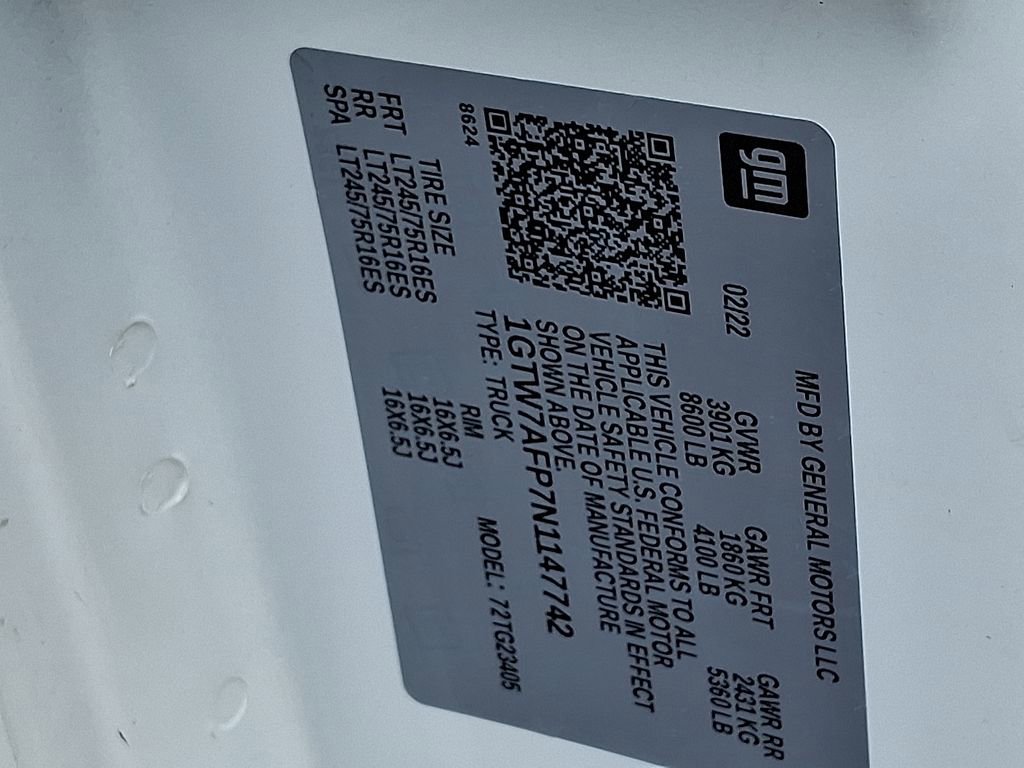 gm
MFD BY GENERAL MOTORS LLC
02/22 GVWR GAWR FRT GAWR RR
3901 KG 1860 KG 2431 KG
8600 LB 4100 LB 5360 LB
THIS VEHICLE CONFORMS TO ALL
APPLICABLE U.S. FEDERAL MOTOR
VEHICLE SAFETY STANDARDS IN EFFECT
ON THE DATE OF MANUFACTURE
SHOWN ABOVE.
1GTW7AFP7N1147742
8624 TYPE: TRUCK MODEL: 72TG23405
TIRE SIZE RIM
FRT LT245/75R16ES 16X6.5J
RR LT245/75R16ES 16X6.5J
SPA LT245/75R16ES 16X6.5J